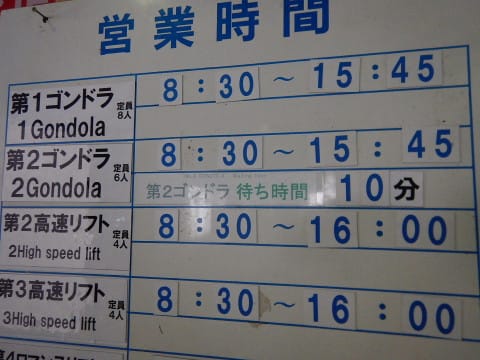 営業時間
第1ゴンドラ 定員8人 8:30～15:45
1Gondola
第2ゴンドラ 定員6人 8:30～15:45
2Gondola 第2ゴンドラ 待ち時間 10分
第2高速リフト 定員4人 8:30～16:00
2High speed lift
第3高速リフト 定員4人 8:30～16:00
3High speed lift